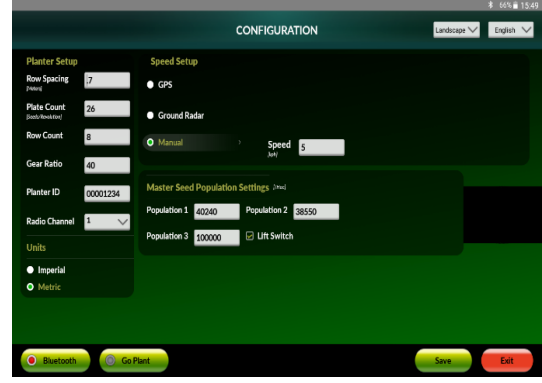 66% 15:49
CONFIGURATION
Landscape
English
Planter Setup
Row Spacing .7
[Meters]
Plate Count 26
[Seeds/Revolution]
Row Count 8
Gear Ratio 40
Planter ID 00001234
Radio Channel 1
Units
Imperial
Metric
Speed Setup
GPS
Ground Radar
Manual
Speed 5
[kph]
Master Seed Population Settings
Population 1 40240 Population 2 38550
Population 3 100000 Lift Switch
Bluetooth
Go Plant
Save
Exit